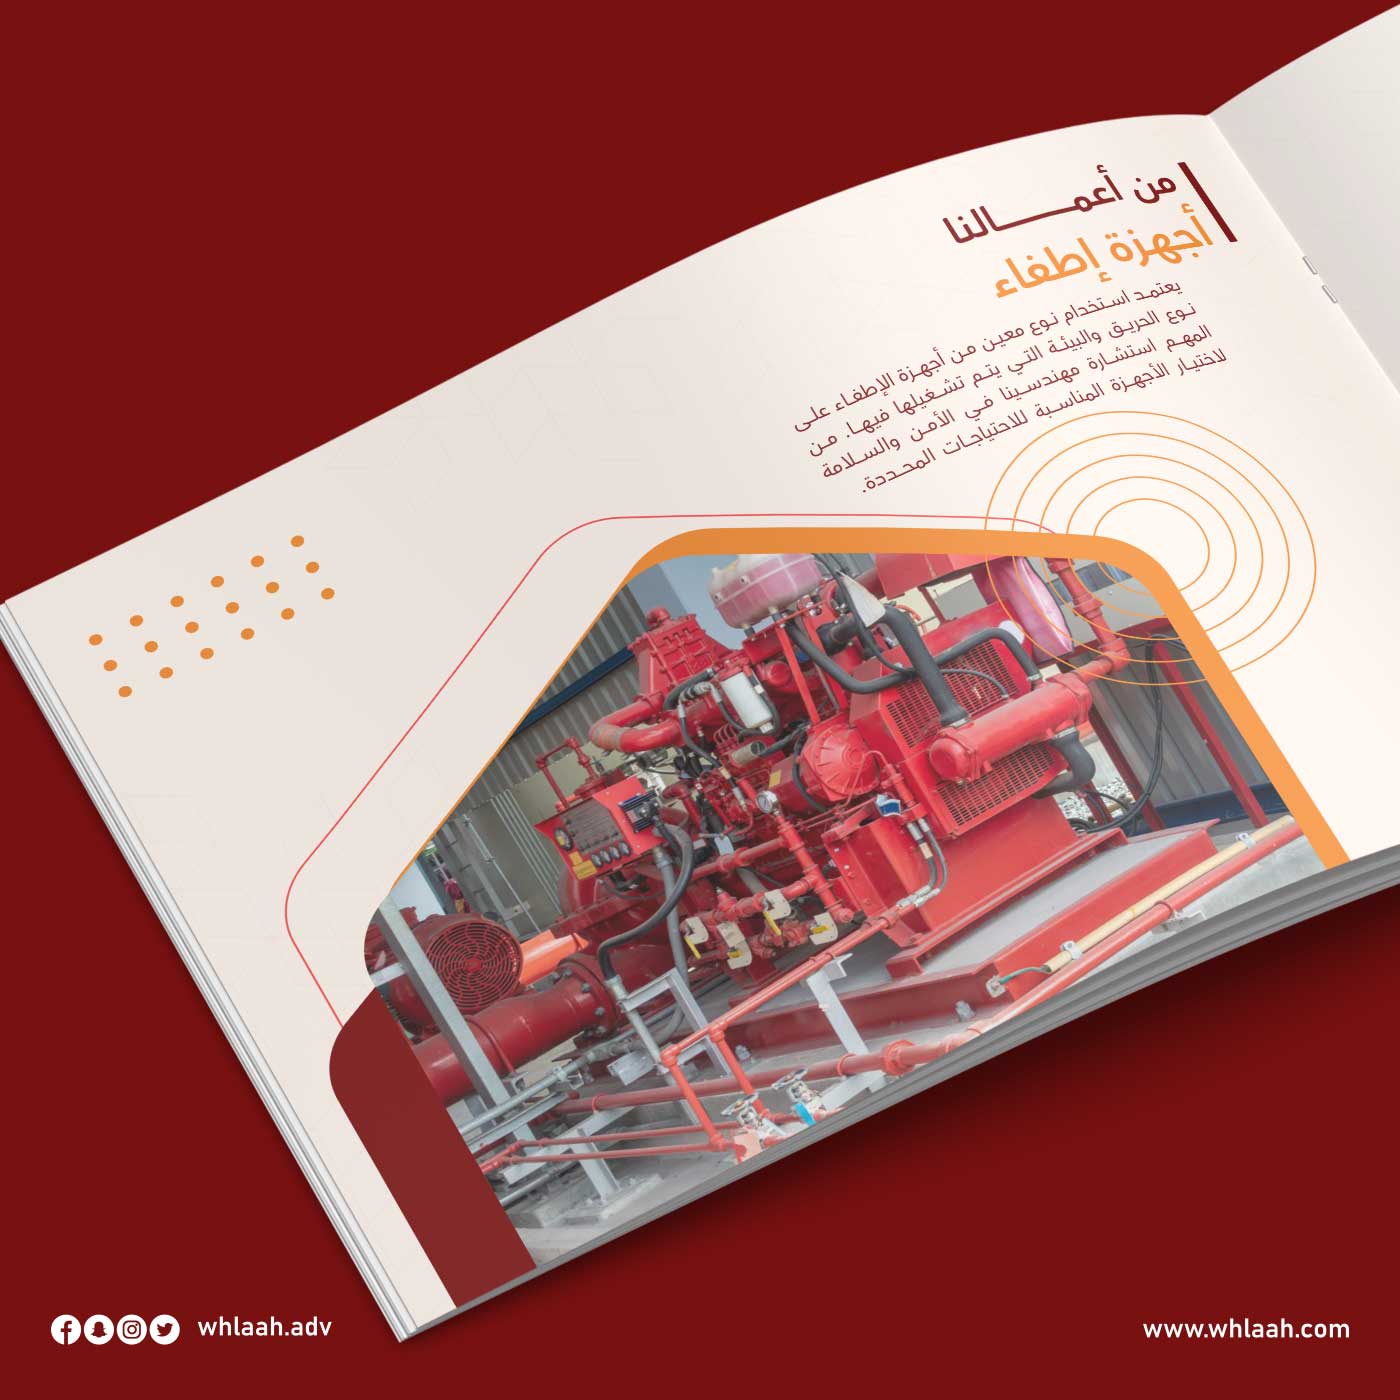 من أعمـــــالنا
أجهزة إطفاء
يعتمد استخدام نوع معين من أجهزة الإطفاء على
نوع الحريق والبيئة التي يتم تشغيلها فيها. من
المهم استشارة مهندسينا في الأمن والسلامة
لاختيار الأجهزة المناسبة للاحتياجات المحددة.
whlaah.adv
www.whlaah.com